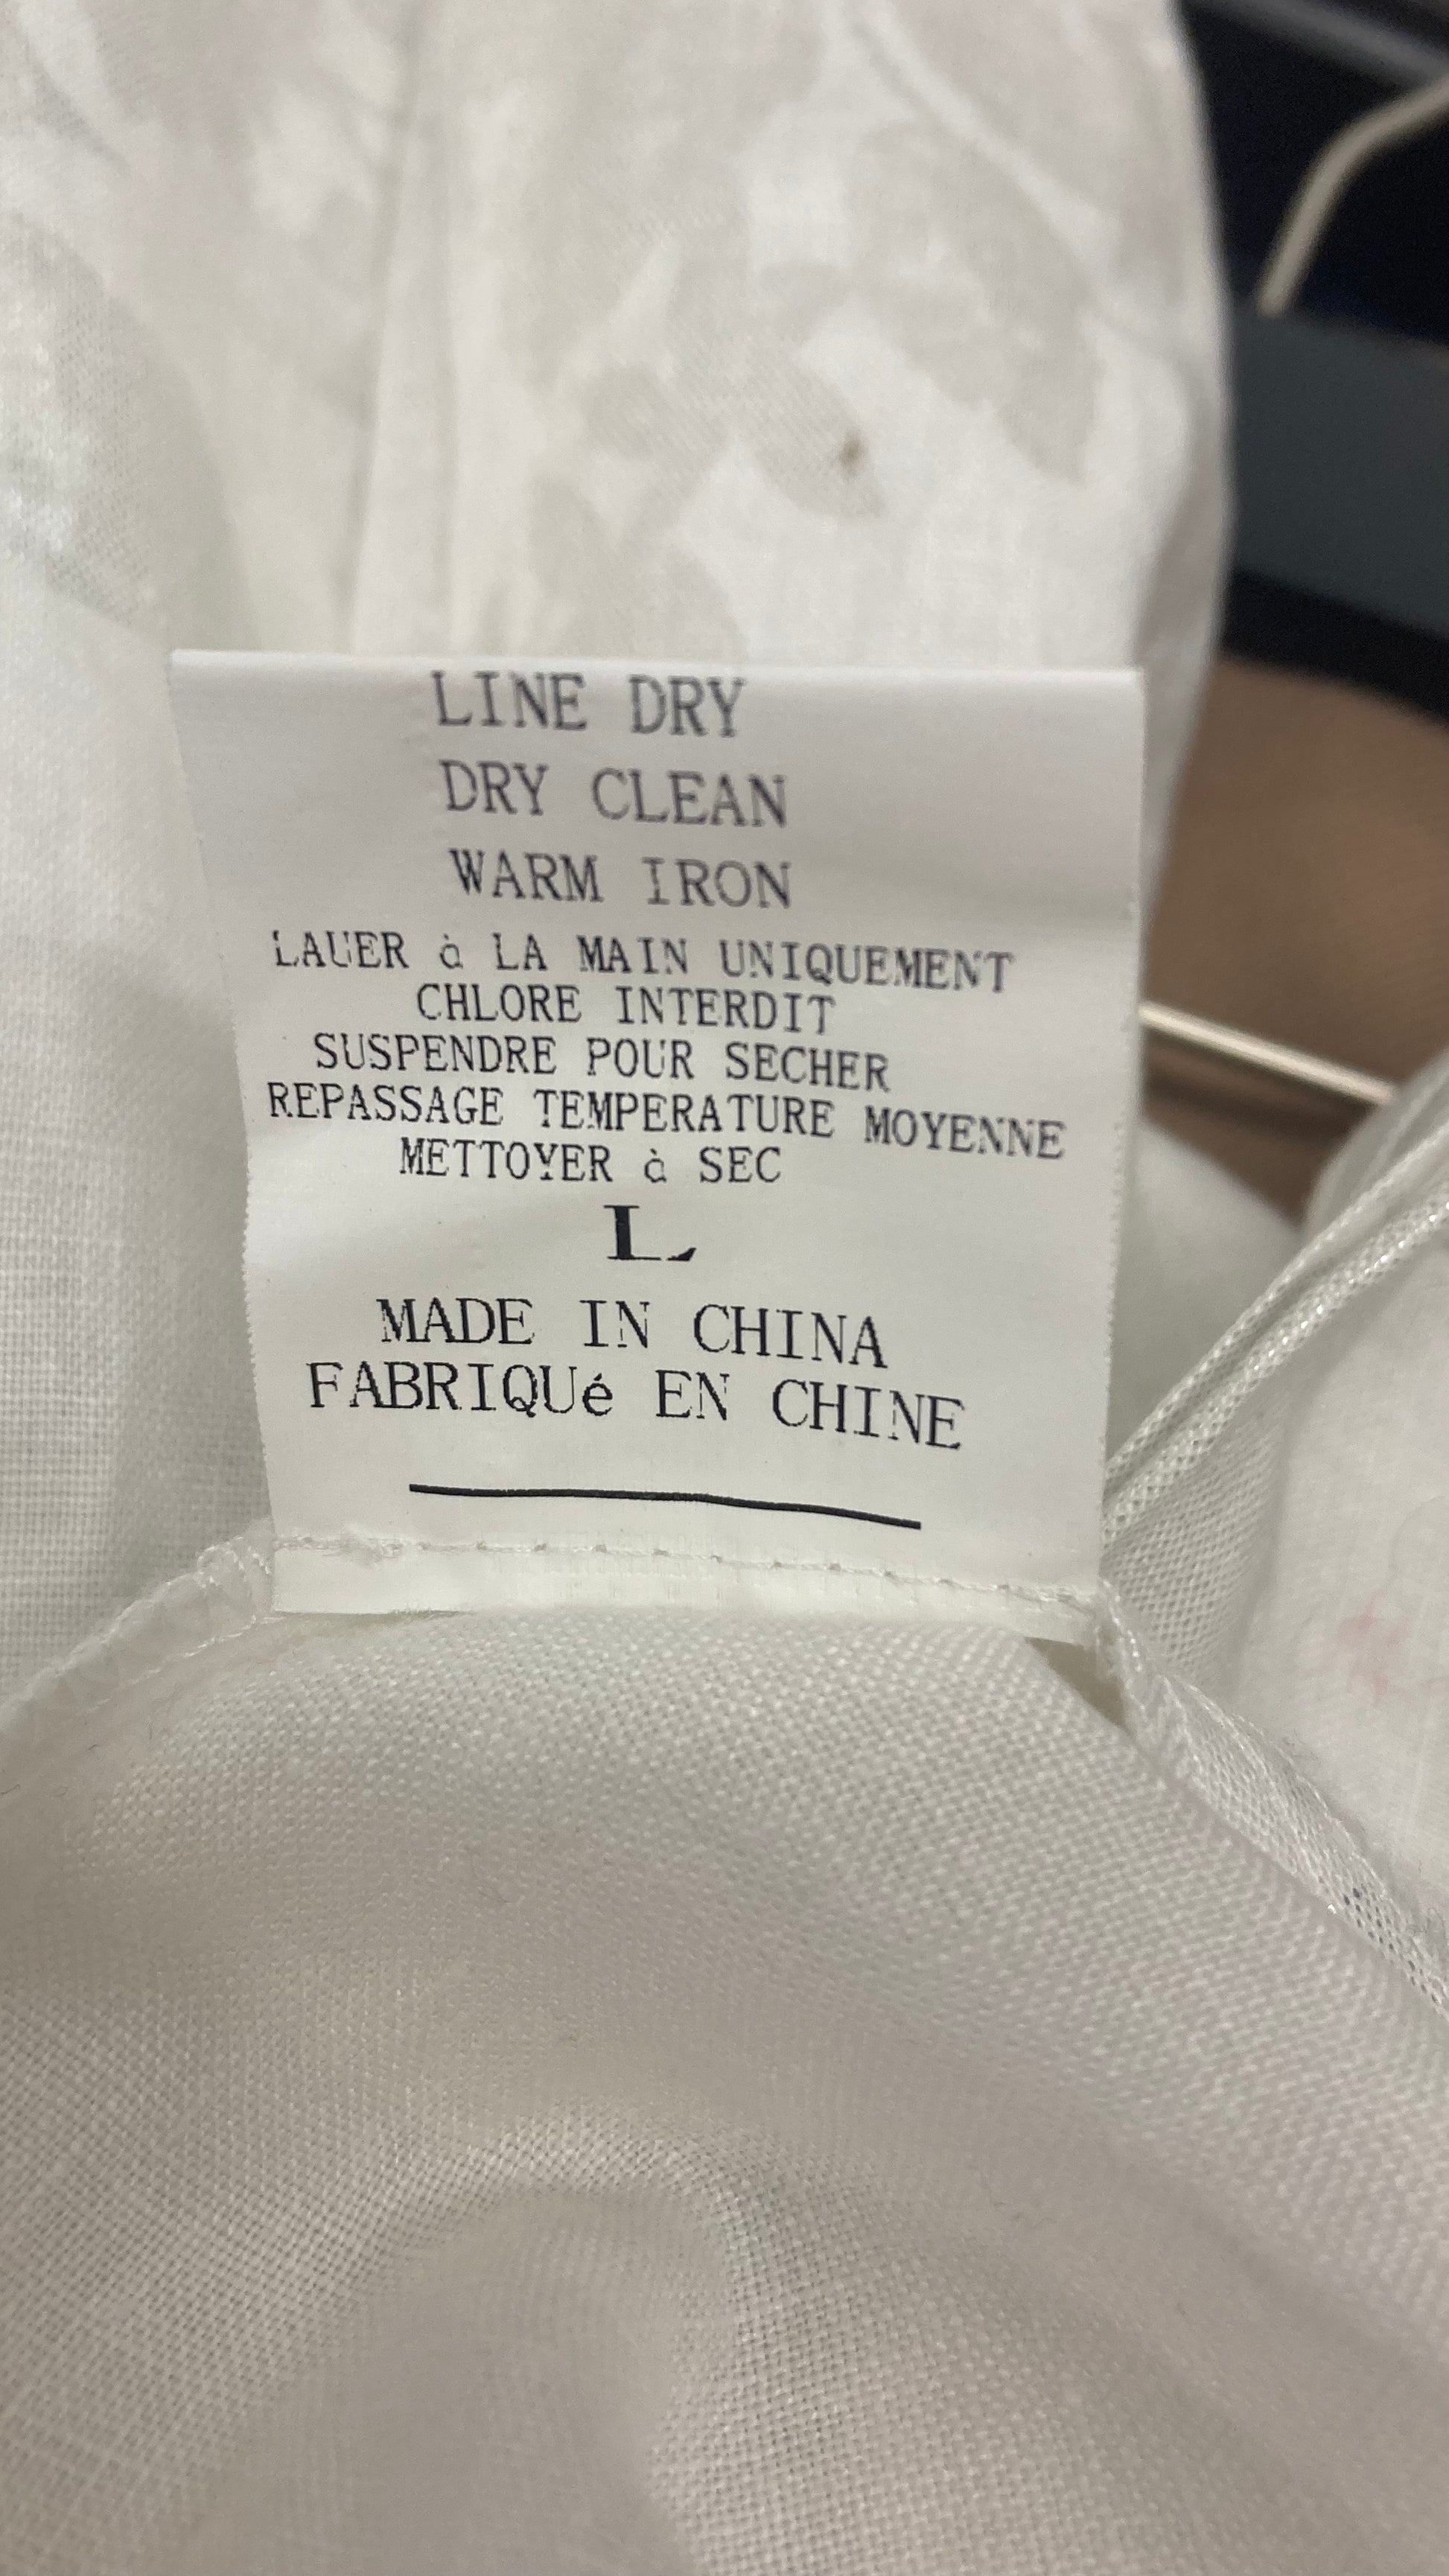 LINE DRY
DRY CLEAN
WARM IRON
LAUER à LA MAIN UNIQUEMENT
CHLORE INTERDIT
SUSPENDRE POUR SECHER
REPASSAGE TEMPERATURE MOYENNE
METTOYER à SEC
L
MADE IN CHINA
FABRIQUé EN CHINE